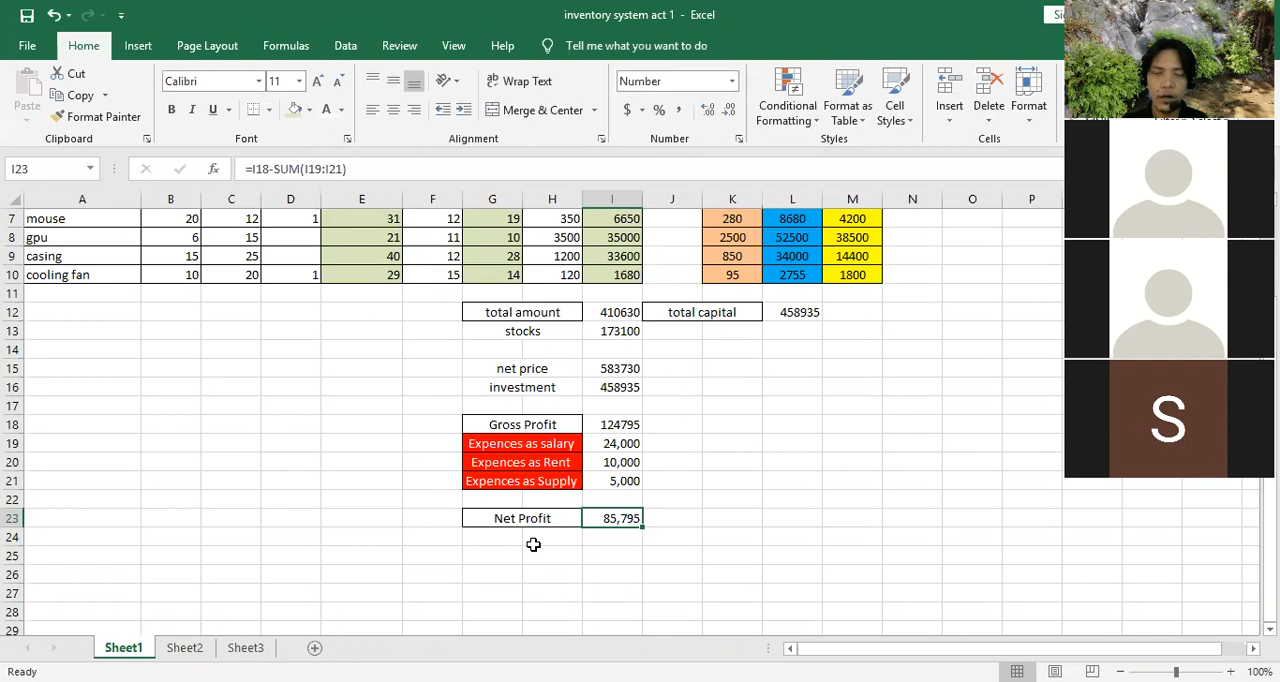 inventory system act 1 - Excel
Si
File Home Insert Page Layout Formulas Data Review View Help Tell me what you want to do
Paste
Cut
Copy
Format Painter
Clipboard
Calibri 11
B I U
Font
Wrap Text
Merge & Center
Alignment
Number
$ % ,
Number
Conditional Formatting
Format as Table
Cell Styles
Styles
Insert Delete Format
Cells
I23 fx =I18-SUM(I19:I21)
A B C D E F G H I J K L M N O P
7 mouse 20 12 1 31 12 19 350 6650 280 8680 4200
8 gpu 6 15 21 11 10 3500 35000 2500 52500 38500
9 casing 15 25 40 12 28 1200 33600 850 34000 14400
10 cooling fan 10 20 1 29 15 14 120 1680 95 2755 1800
11
12 total amount 410630 total capital 458935
13 stocks 173100
14
15 net price 583730
16 investment 458935
17
18 Gross Profit 124795
19 Expences as salary 24,000
20 Expences as Rent 10,000
21 Expences as Supply 5,000
22
23 Net Profit 85,795
24
25
26
27
28
29
S
Sheet1 Sheet2 Sheet3
Ready 100%